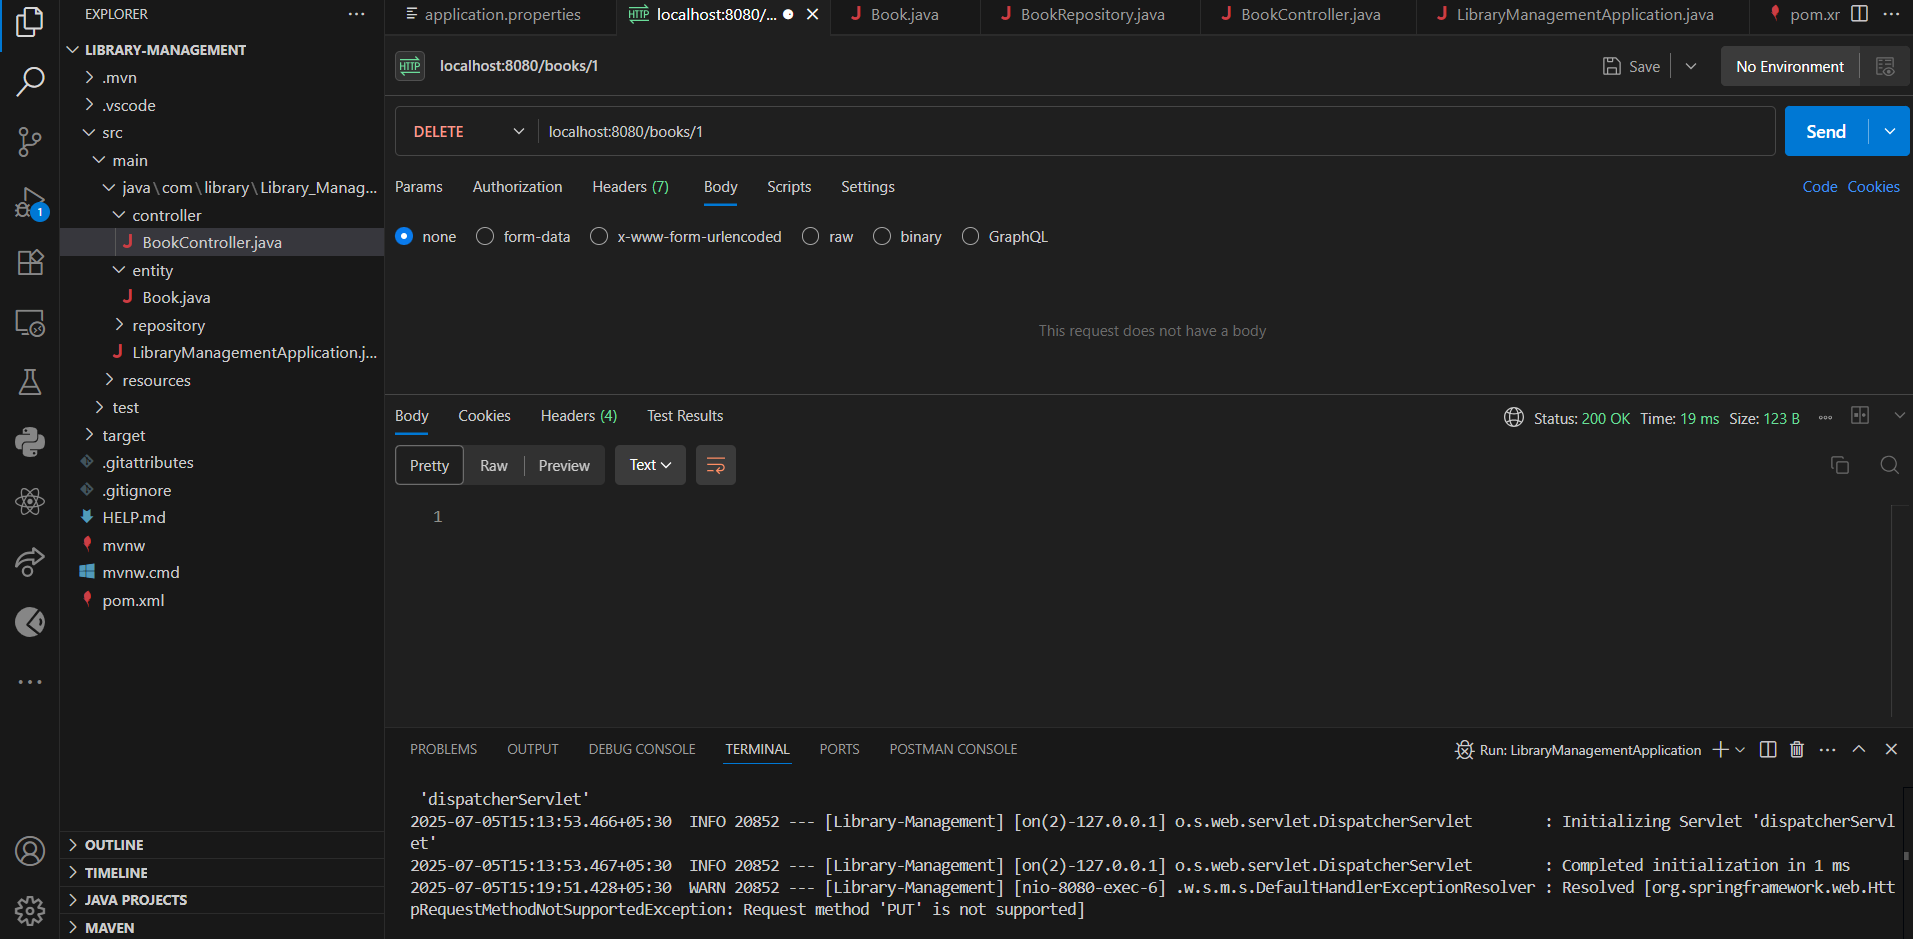 EXPLORER
LIBRARY-MANAGEMENT
.mvn
.vscode
src
main
java\com\library\Library_Manag...
controller
J BookController.java
entity
J Book.java
repository
J LibraryManagementApplication.j...
resources
test
target
.gitattributes
.gitignore
HELP.md
mvnw
mvnw.cmd
pom.xml
OUTLINE
TIMELINE
JAVA PROJECTS
MAVEN
1
application.properties
HTTP localhost:8080/...
J Book.java
J BookRepository.java
J BookController.java
J LibraryManagementApplication.java
pom.xr
HTTP localhost:8080/books/1
Save
No Environment
DELETE localhost:8080/books/1
Send
Params Authorization Headers (7) Body Scripts Settings
Code Cookies
none form-data x-www-form-urlencoded raw binary GraphQL
This request does not have a body
Body Cookies Headers (4) Test Results
Status: 200 OK Time: 19 ms Size: 123 B
Pretty Raw Preview Text
1
PROBLEMS OUTPUT DEBUG CONSOLE TERMINAL PORTS POSTMAN CONSOLE
Run: LibraryManagementApplication
'dispatcherServlet'
2025-07-05T15:13:53.466+05:30 INFO 20852 --- [Library-Management] [on(2)-127.0.0.1] o.s.web.servlet.DispatcherServlet : Initializing Servlet 'dispatcherServl
et'
2025-07-05T15:13:53.467+05:30 INFO 20852 --- [Library-Management] [on(2)-127.0.0.1] o.s.web.servlet.DispatcherServlet : Completed initialization in 1 ms
2025-07-05T15:19:51.428+05:30 WARN 20852 --- [Library-Management] [nio-8080-exec-6] .w.s.m.s.DefaultHandlerExceptionResolver : Resolved [org.springframework.web.Htt
pRequestMethodNotSupportedException: Request method 'PUT' is not supported]